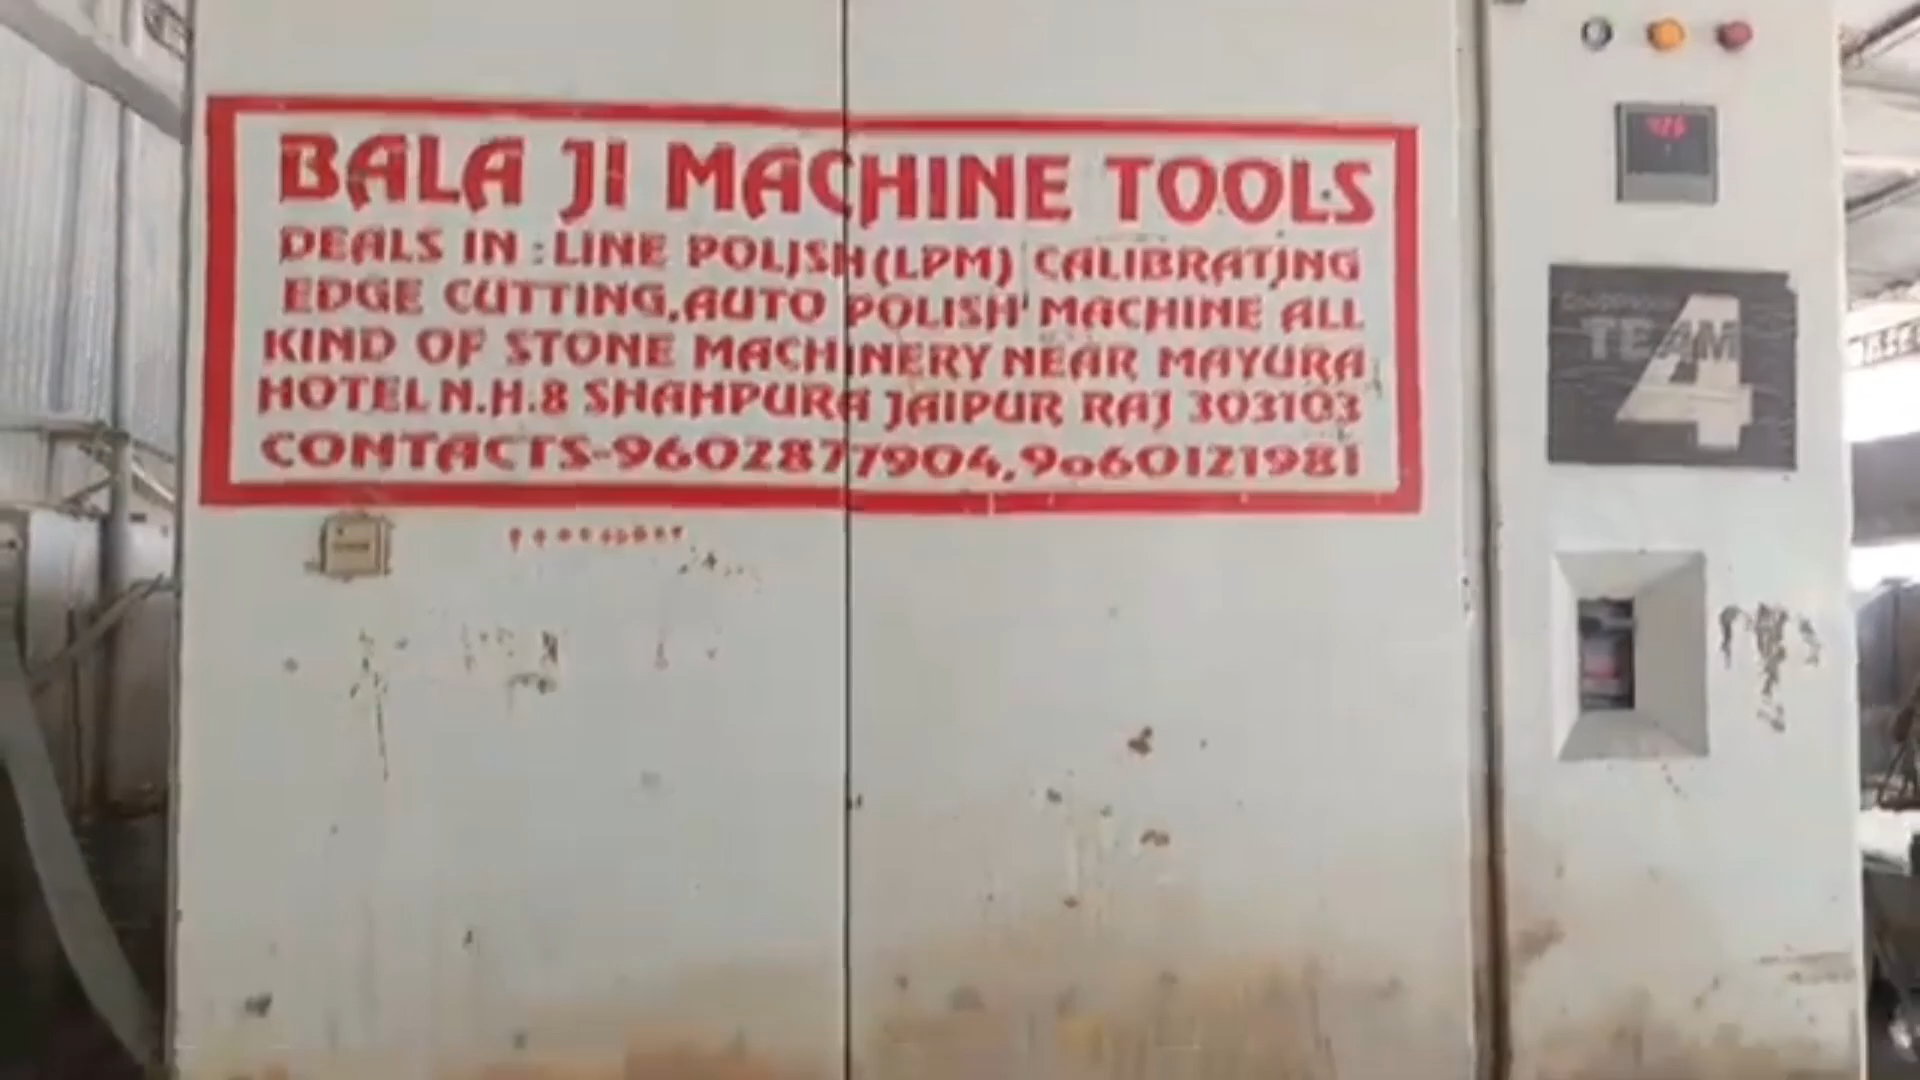 BALA JI MACHINE TOOLS
DEALS IN : LINE POLISH (LPM) CALIBRATING
EDGE CUTTING, AUTO POLISH MACHINE ALL
KIND OF STONE MACHINERY NEAR MAYURA
HOTEL N.H.8 SHAHPURA JAIPUR RAJ 303103
CONTACTS-9602877904, 9060121981
TEAM
4